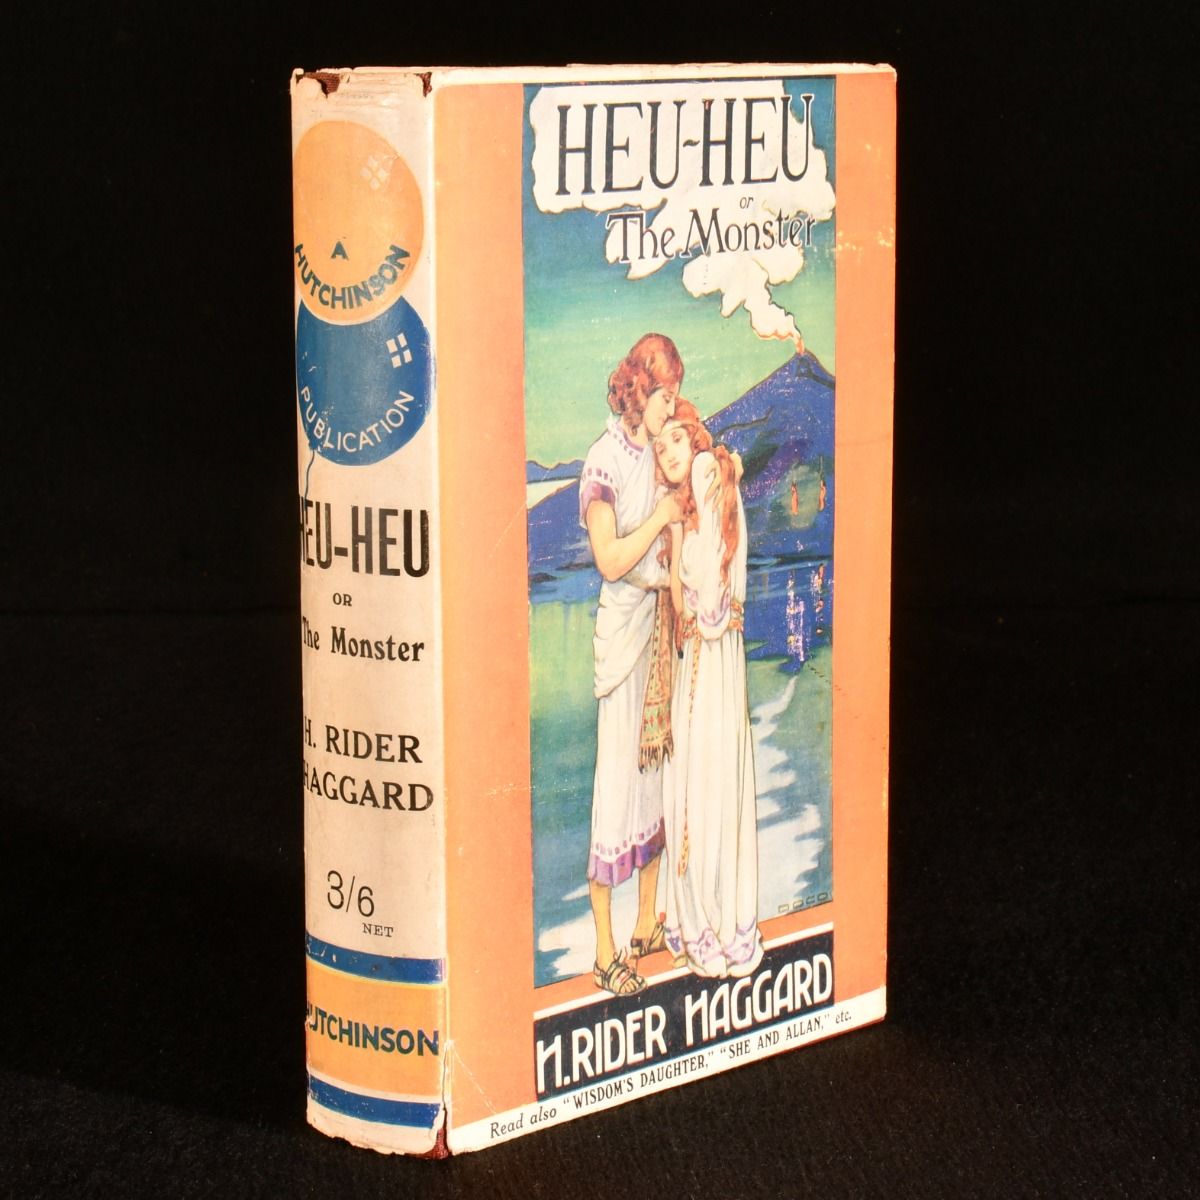 A
HUTCHINSON
PUBLICATION
HEU-HEU
OR
The Monster
H. RIDER
HAGGARD
3/6
NET
HUTCHINSON
HEU-HEU
or
The Monster
DOCO
H. RIDER HAGGARD
Read also "WISDOM'S DAUGHTER," "SHE AND ALLAN," etc.